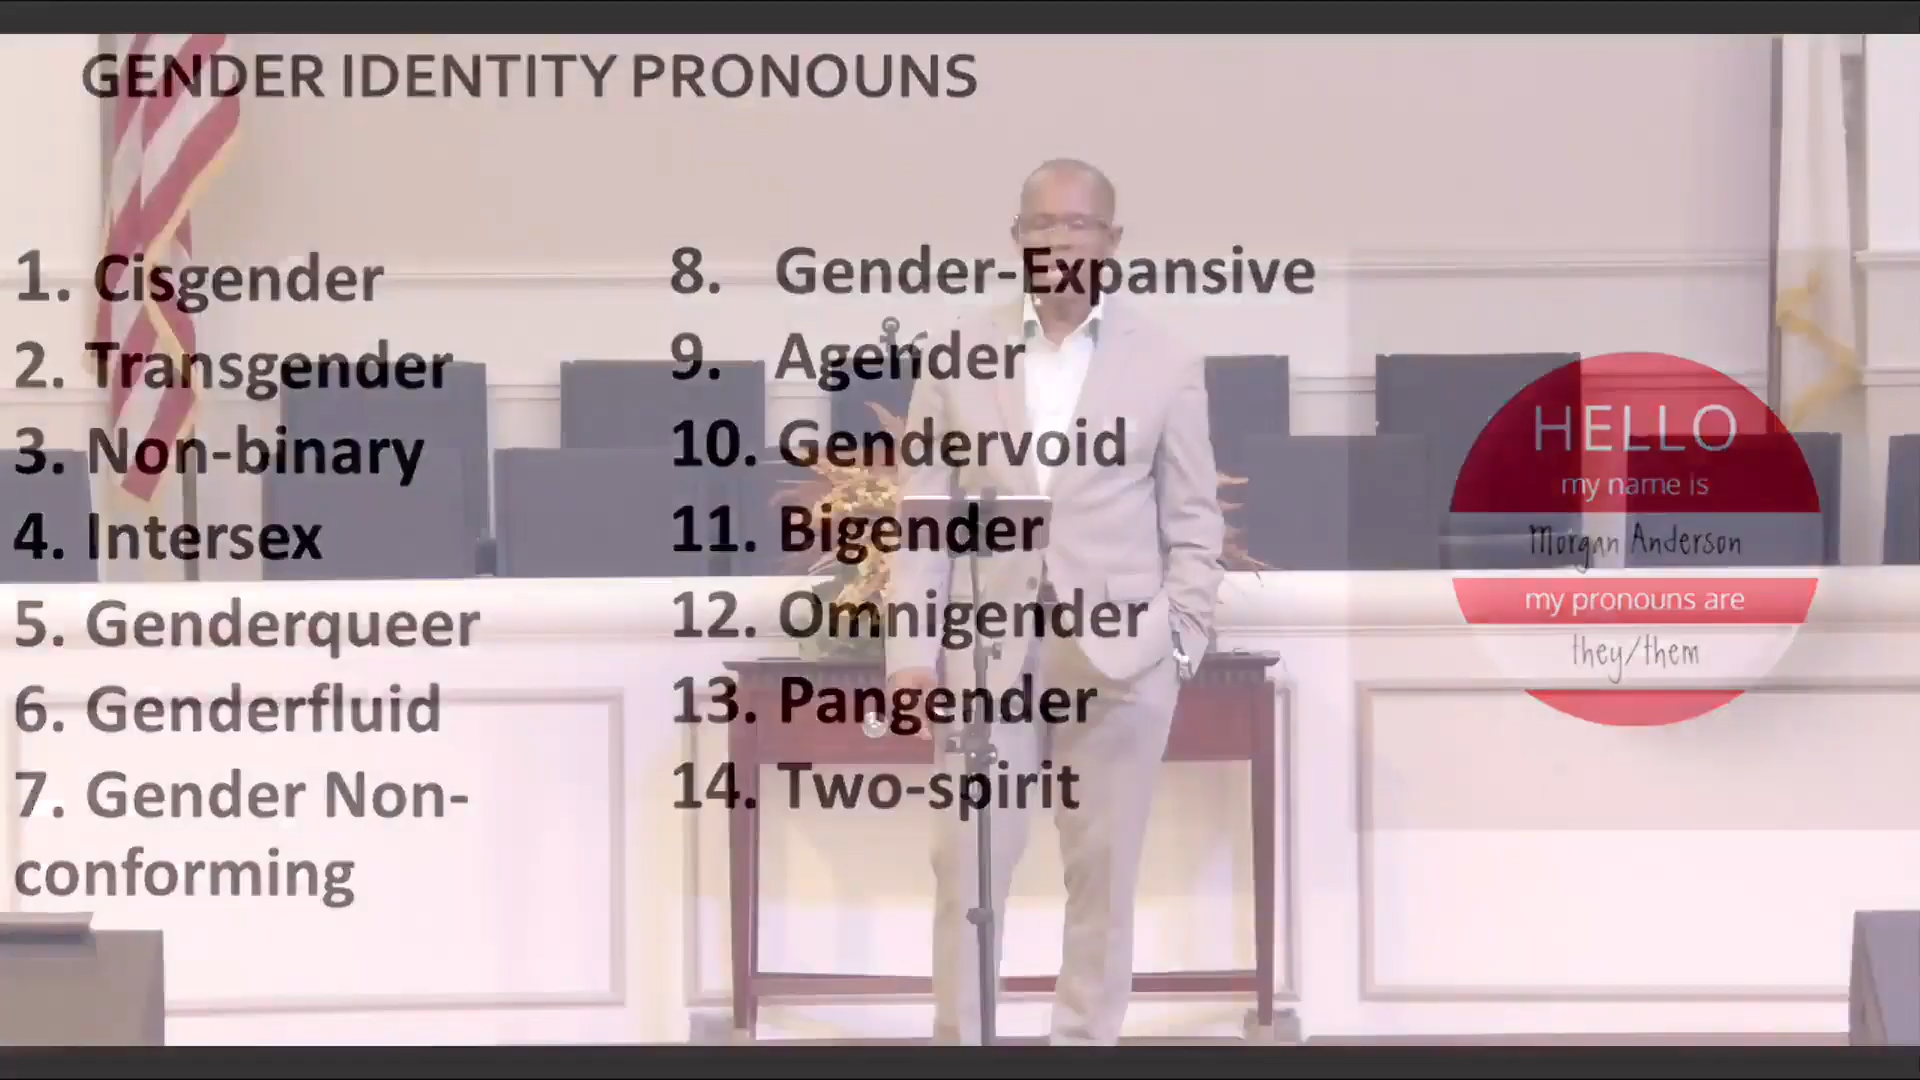 GENDER IDENTITY PRONOUNS
1. Cisgender
2. Transgender
3. Non-binary
4. Intersex
5. Genderqueer
6. Genderfluid
7. Gender Non-
conforming
8. Gender-Expansive
9. Agender
10. Gendervoid
11. Bigender
12. Omnigender
13. Pangender
14. Two-spirit
HELLO
my name is
Morgan Anderson
my pronouns are
they/them